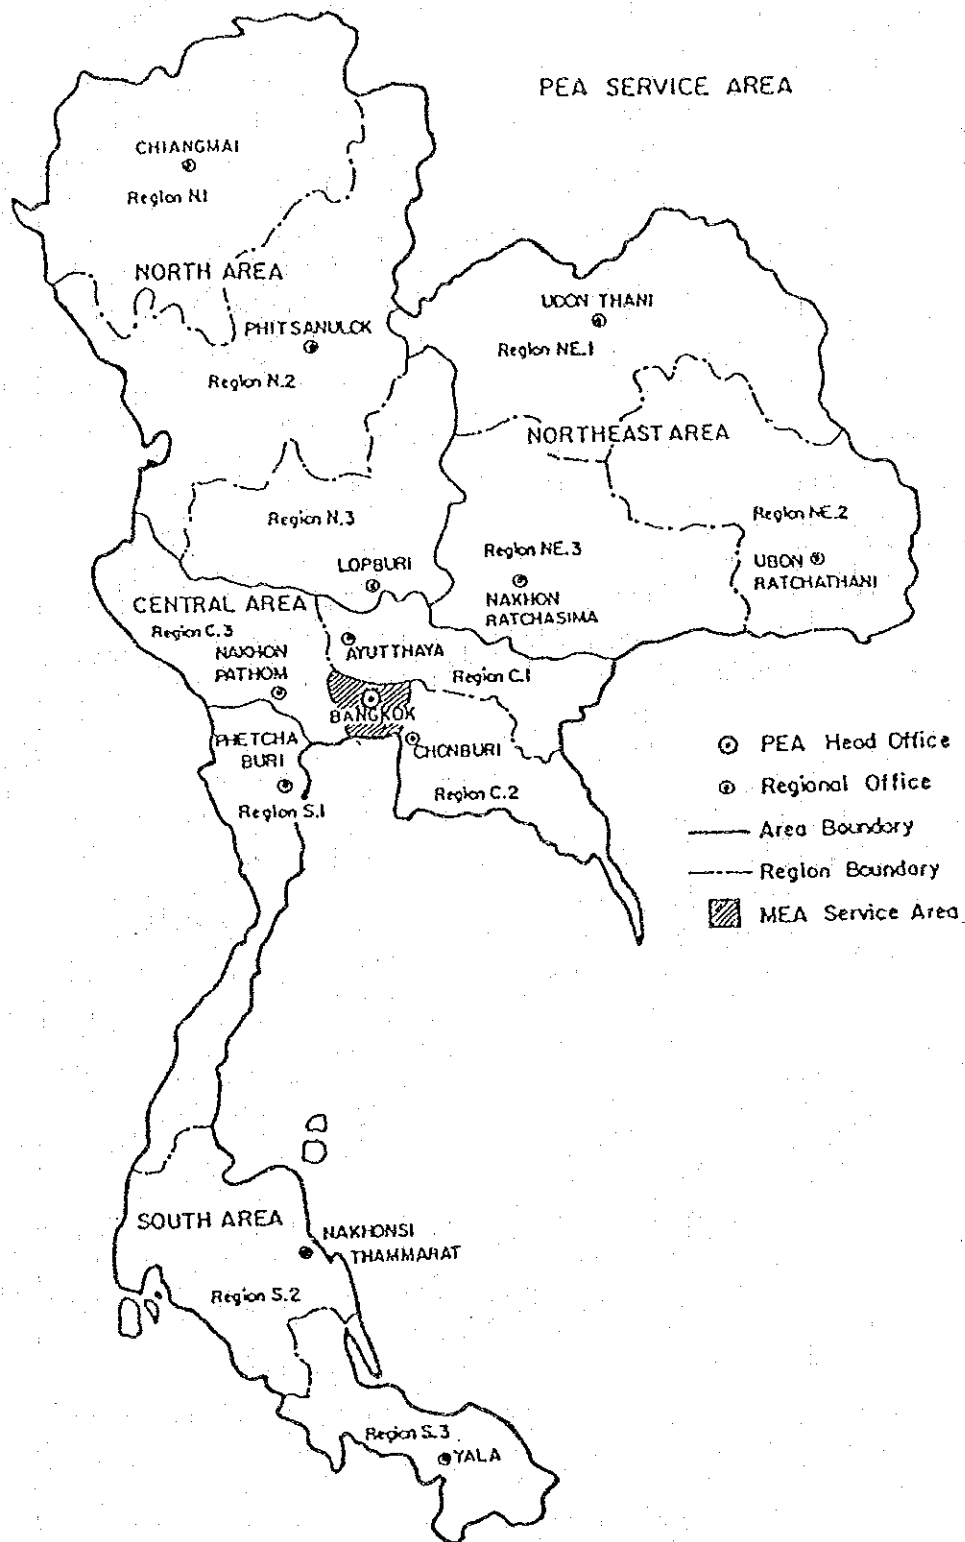 PEA SERVICE AREA
CHIANGMAI
Region N.1
NORTH AREA
PHITSANULOK
Region N.2
UDON THANI
Region NE.1
NORTHEAST AREA
Region N.3
Region NE.2
LOPBURI
Region NE.3
UBON
RATCHATHANI
NAKHON
RATCHASIMA
CENTRAL AREA
Region C.3
NAKHON
PATHOM
AYUTTHAYA
Region C.1
BANGKOK
PHETCHA
BURI
CHONBURI
Region S.1
Region C.2
PEA Head Office
Regional Office
Area Boundory
Region Boundory
MEA Service Area
SOUTH AREA
NAKHONSI
THAMMARAT
Region S.2
Region S.3
YALA